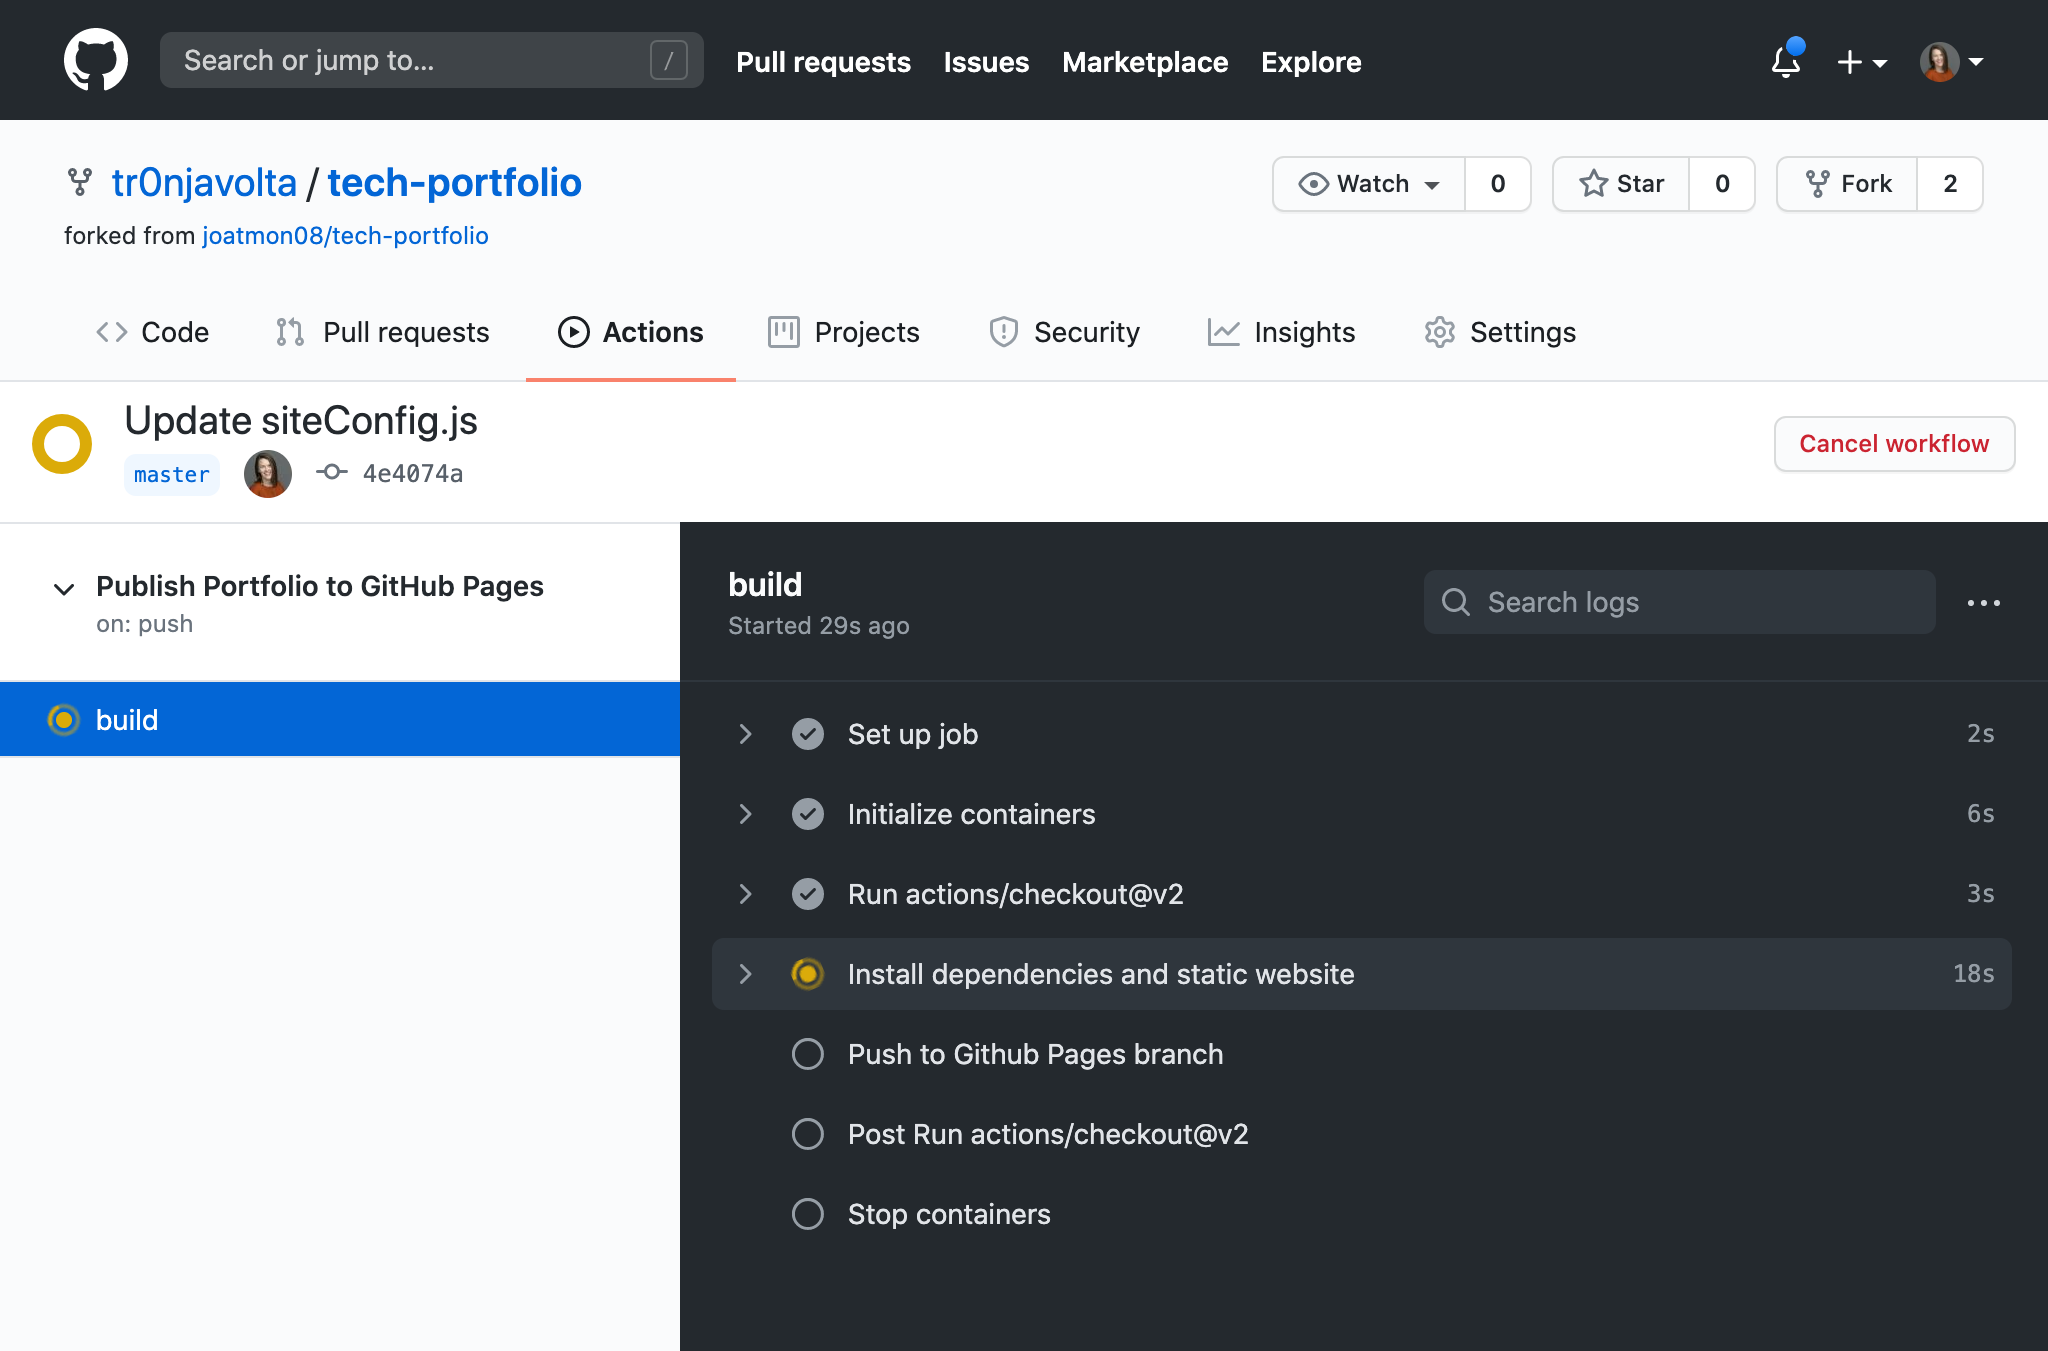 Search or jump to... / Pull requests Issues Marketplace Explore
tr0njavolta / tech-portfolio Watch 0 Star 0 Fork 2
forked from joatmon08/tech-portfolio
Code Pull requests Actions Projects Security Insights Settings
Update siteConfig.js
master 4e4074a
Cancel workflow
Publish Portfolio to GitHub Pages
on: push
build
build
Started 29s ago
Search logs
Set up job 2s
Initialize containers 6s
Run actions/checkout@v2 3s
Install dependencies and static website 18s
Push to Github Pages branch
Post Run actions/checkout@v2
Stop containers